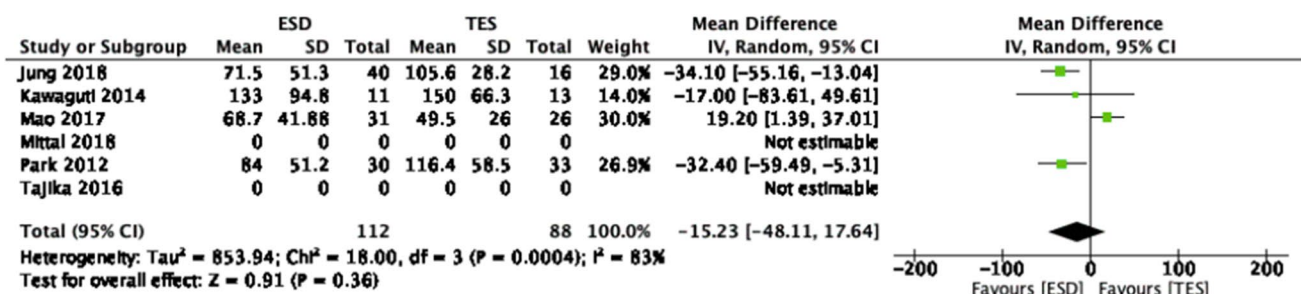 ESD TES Mean Difference Mean Difference
Study or Subgroup Mean SD Total Mean SD Total Weight IV, Random, 95% CI IV, Random, 95% CI
Jung 2018 71.5 51.3 40 105.6 28.2 16 29.0% −34.10 [−55.16, −13.04]
Kawaguti 2014 133 94.8 11 150 66.3 13 14.0% −17.00 [−83.61, 49.61]
Mao 2017 68.7 41.88 31 49.5 26 26 30.0% 19.20 [1.39, 37.01]
Mittal 2018 0 0 0 0 0 0 Not estimable
Park 2012 84 51.2 30 116.4 58.5 33 26.9% −32.40 [−59.49, −5.31]
Tajika 2016 0 0 0 0 0 0 Not estimable
Total (95% CI) 112 88 100.0% −15.23 [−48.11, 17.64]
Heterogeneity: Tau² = 853.94; Chi² = 18.00, df = 3 (P = 0.0004); I² = 83%
Test for overall effect: Z = 0.91 (P = 0.36)
−200 −100 0 100 200
Favours [ESD] Favours [TES]